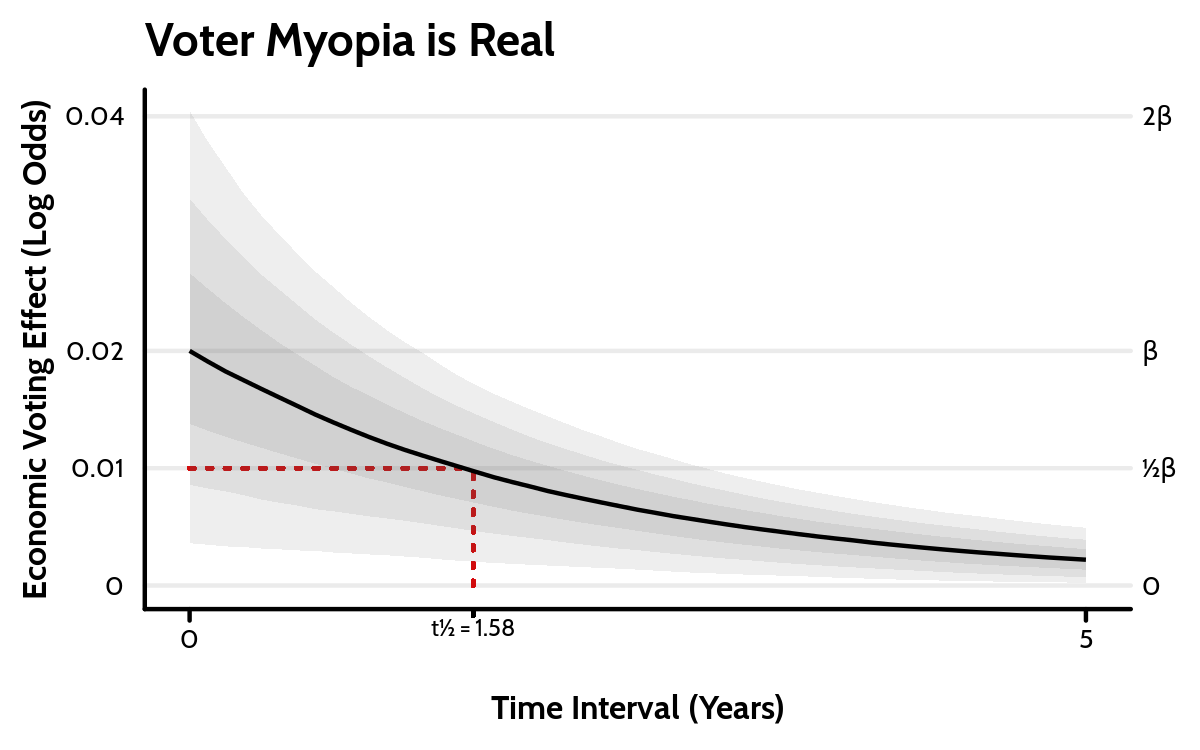 Voter Myopia is Real
Economic Voting Effect (Log Odds)
0.04
2β
0.02
β
0.01
½β
0
0
t½ = 1.58
0
5
Time Interval (Years)